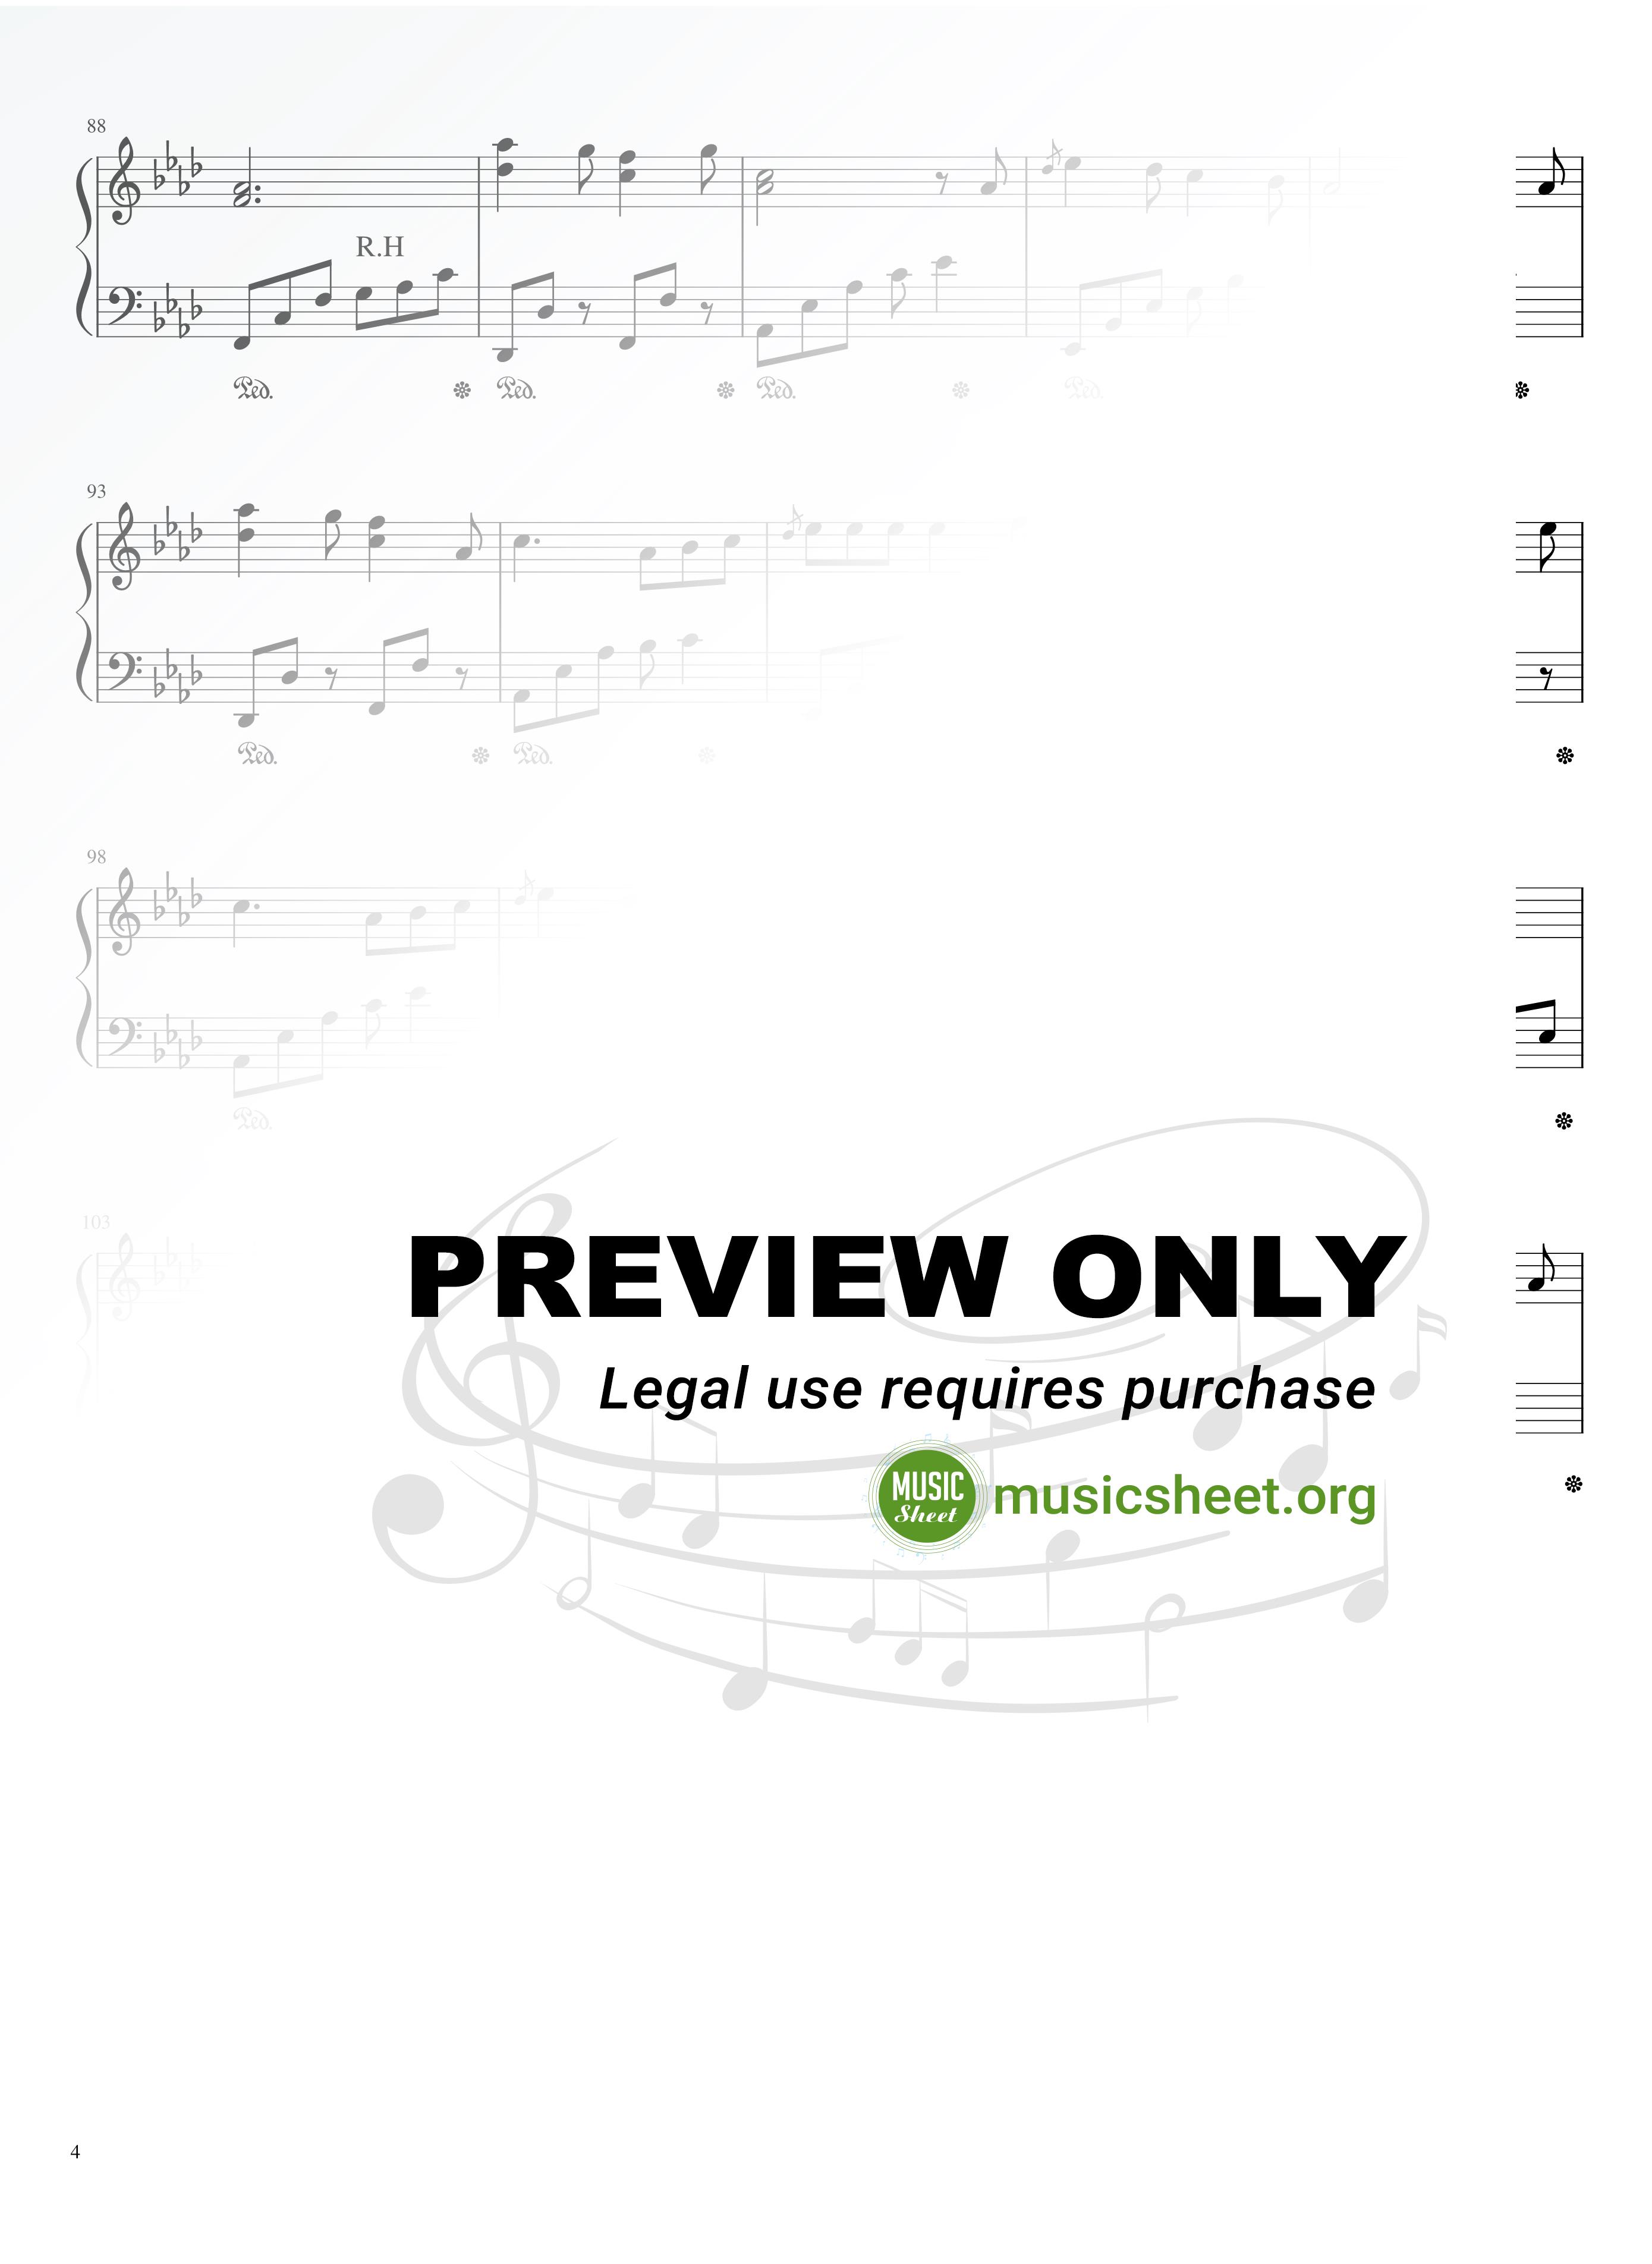 88
R.H
Ped. Ped. Ped. Ped.
93
Ped. Ped.
98
Ped.
103
PREVIEW ONLY
Legal use requires purchase
MUSIC
Sheet
musicsheet.org
4